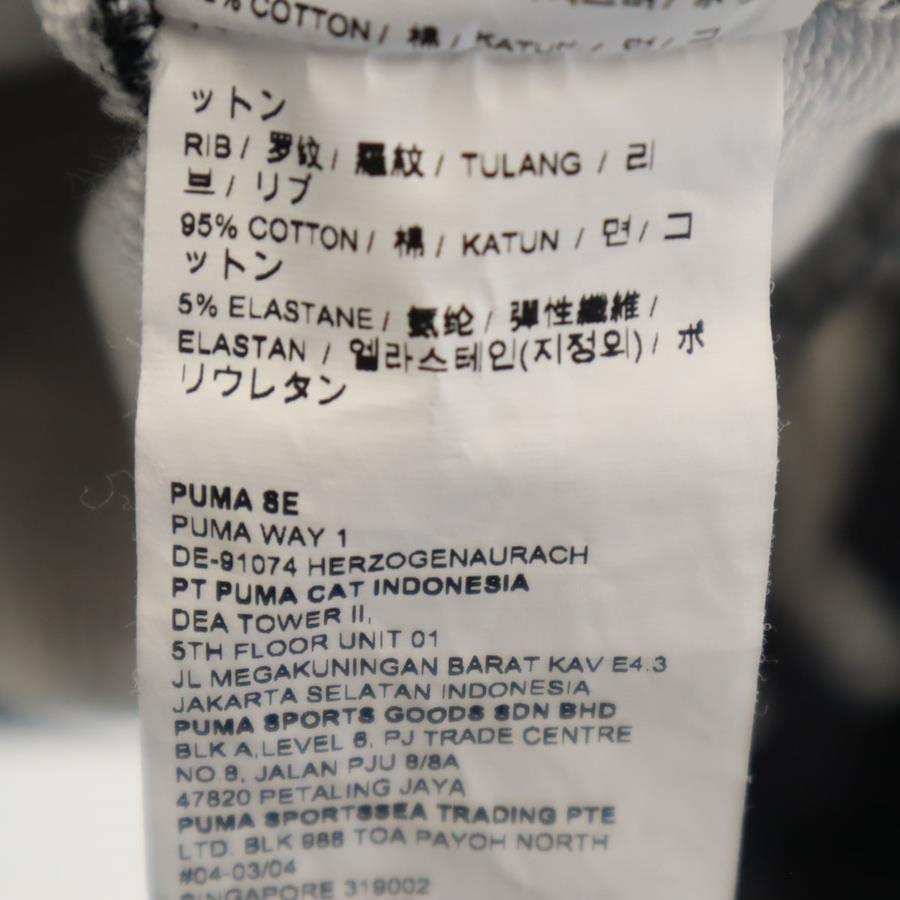 % COTTON / 棉 / KATUN / 면 / コ
ットン
RIB / 罗纹 / 羅紋 / TULANG / 리
브 / リブ
95% COTTON / 棉 / KATUN / 면 / コ
ットン
5% ELASTANE / 氨纶 / 彈性纖維 /
ELASTAN / 엘라스테인(지정외) / ポ
リウレタン
PUMA SE
PUMA WAY 1
DE-91074 HERZOGENAURACH
PT PUMA CAT INDONESIA
DEA TOWER II,
5TH FLOOR UNIT 01
JL MEGAKUNINGAN BARAT KAV E4.3
JAKARTA SELATAN INDONESIA
PUMA SPORTS GOODS SDN BHD
BLK A,LEVEL 6, PJ TRADE CENTRE
NO.8, JALAN PJU 8/8A
47820 PETALING JAYA
PUMA SPORTSSEA TRADING PTE
LTD. BLK 988 TOA PAYOH NORTH
#04-03/04
SINGAPORE 319002